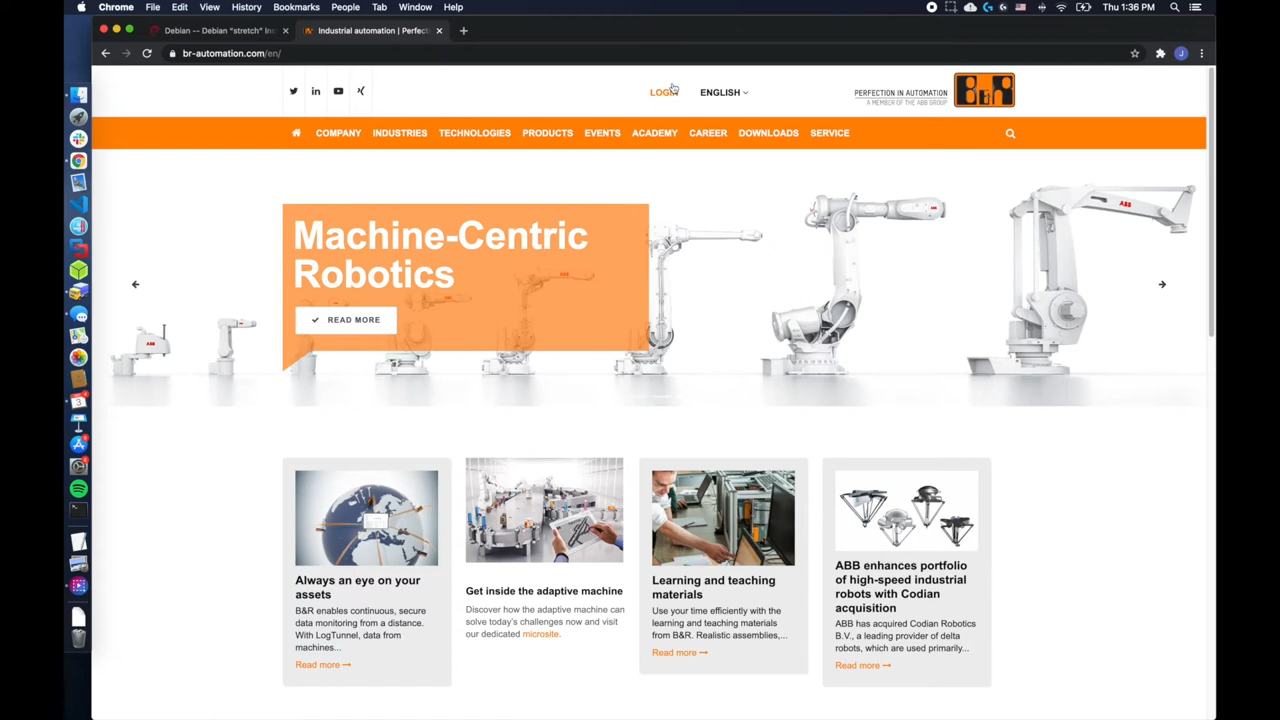 Chrome File Edit View History Bookmarks People Tab Window Help
Thu 1:36 PM
Debian -- Debian “stretch” Ins
Industrial automation | Perfecti
br-automation.com/en/
J
LOGIN
ENGLISH
PERFECTION IN AUTOMATION
A MEMBER OF THE ABB GROUP
B&R
COMPANY INDUSTRIES TECHNOLOGIES PRODUCTS EVENTS ACADEMY CAREER DOWNLOADS SERVICE
Machine-Centric
Robotics
READ MORE
ABB
ABB
ABB
ABB
ABB
Always an eye on your
assets
B&R enables continuous, secure
data monitoring from a distance.
With LogTunnel, data from
machines...
Read more
Get inside the adaptive machine
Discover how the adaptive machine can
solve today's challenges now and visit
our dedicated microsite.
Learning and teaching
materials
Use your time efficiently with the
learning and teaching materials
from B&R. Realistic assemblies,...
Read more
ABB enhances portfolio
of high-speed industrial
robots with Codian
acquisition
ABB has acquired Codian Robotics
B.V., a leading provider of delta
robots, which are used primarily...
Read more